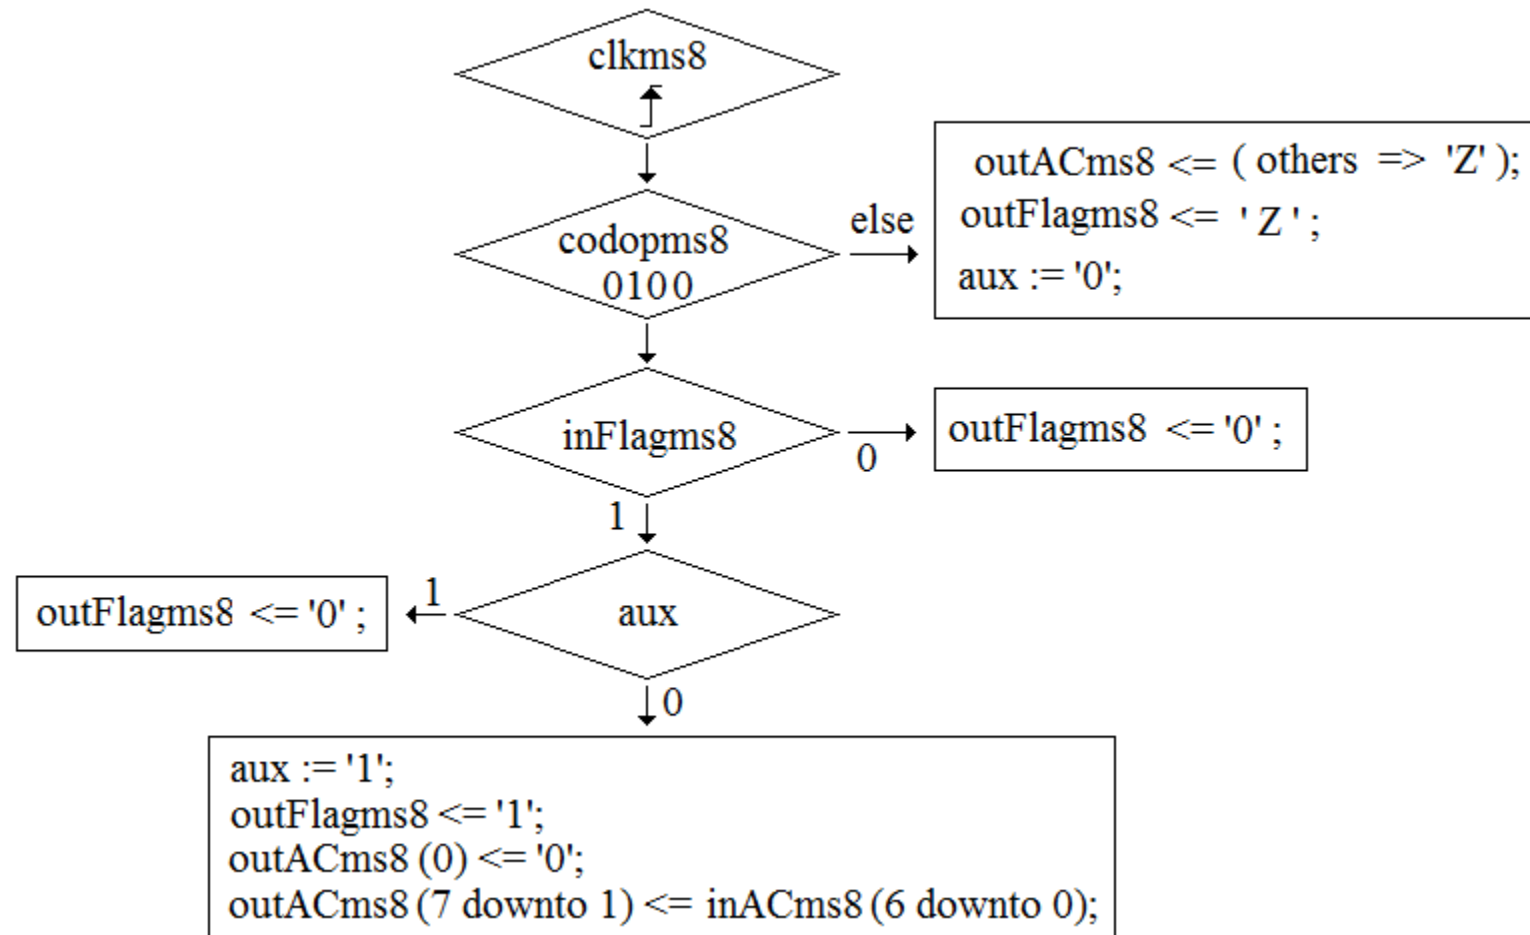 clkms8
codopms8
0100
else
outACms8 <= ( others => 'Z' );
outFlagms8 <= ' Z ' ;
aux := '0';
inFlagms8
0
outFlagms8 <= '0' ;
1
aux
1
outFlagms8 <= '0' ;
0
aux := '1';
outFlagms8 <= '1';
outACms8 (0) <= '0';
outACms8 (7 downto 1) <= inACms8 (6 downto 0);